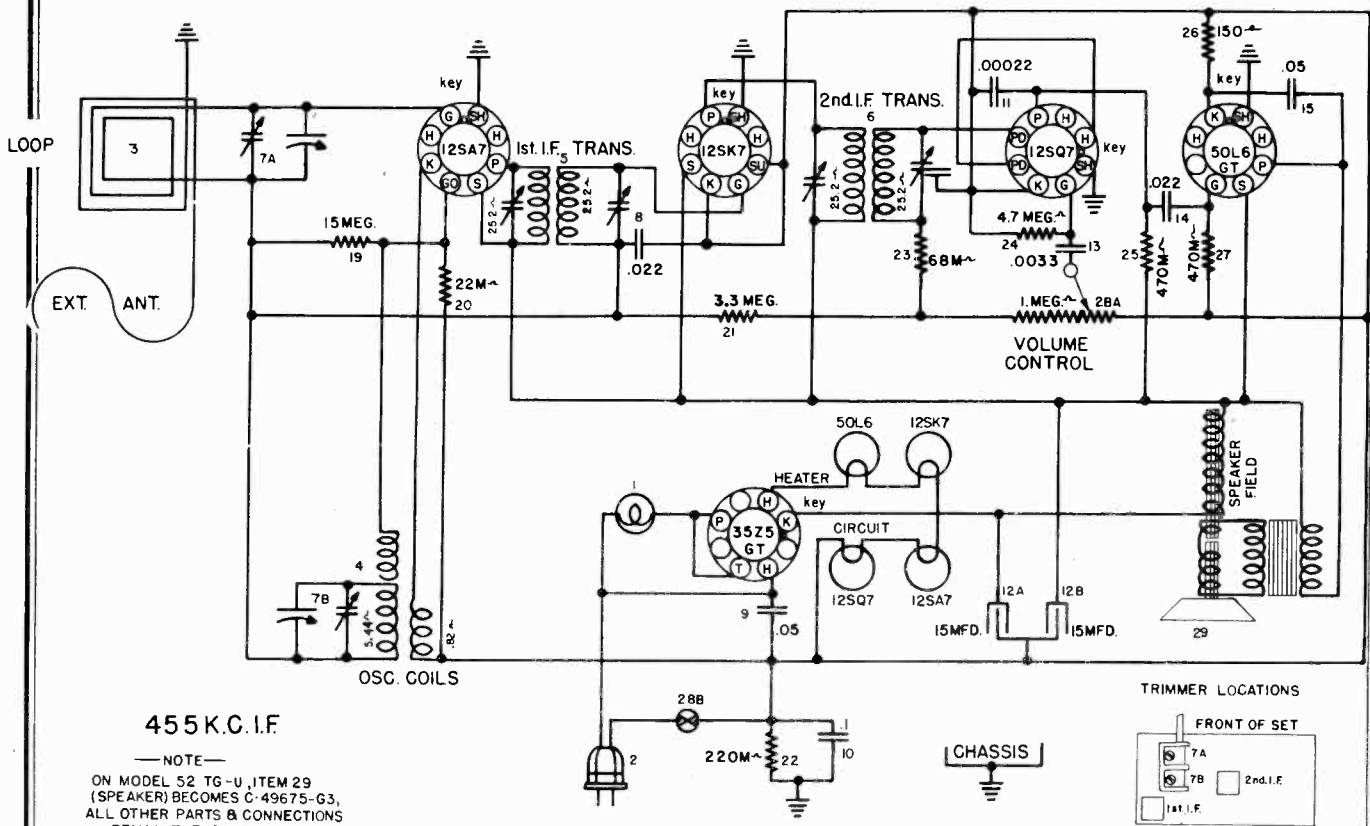 LOOP
3
EXT. ANT.
7A
key
G
SH
H
H
K
P
GO
S
12SA7
15 MEG.
19
22M~
20
1st. I.F. TRANS.
5
25.2~
25.2~
8
.022
key
P
SH
H
H
S
SU
K
G
12SK7
3.3 MEG.
21
2nd. I.F. TRANS.
6
25.2~
25.2~
23
68M~
.00022
11
P
H
PD
H
PD
SH
K
G
12SQ7
key
4.7 MEG.~
24
13
.0033
1. MEG.~
28A
VOLUME
CONTROL
26
150~
key
K
SH
H
H
P
G
S
50L6
GT
.05
15
.022
14
25
470M~
470M~
27
4
7B
5.44~
.82~
OSC. COILS
1
P
H
K
T
H
35Z5
GT
key
HEATER
CIRCUIT
50L6
12SK7
12SQ7
12SA7
9
.05
12A
12B
15MFD.
15MFD.
SPEAKER
FIELD
29
28B
2
220M~
22
.1
10
CHASSIS
455 K.C. I.F.
—NOTE—
ON MODEL 52 TG-U, ITEM 29
(SPEAKER) BECOMES C-49675-G3,
ALL OTHER PARTS & CONNECTIONS
TRIMMER LOCATIONS
FRONT OF SET
7A
7B
2nd. I.F.
1st. I.F.